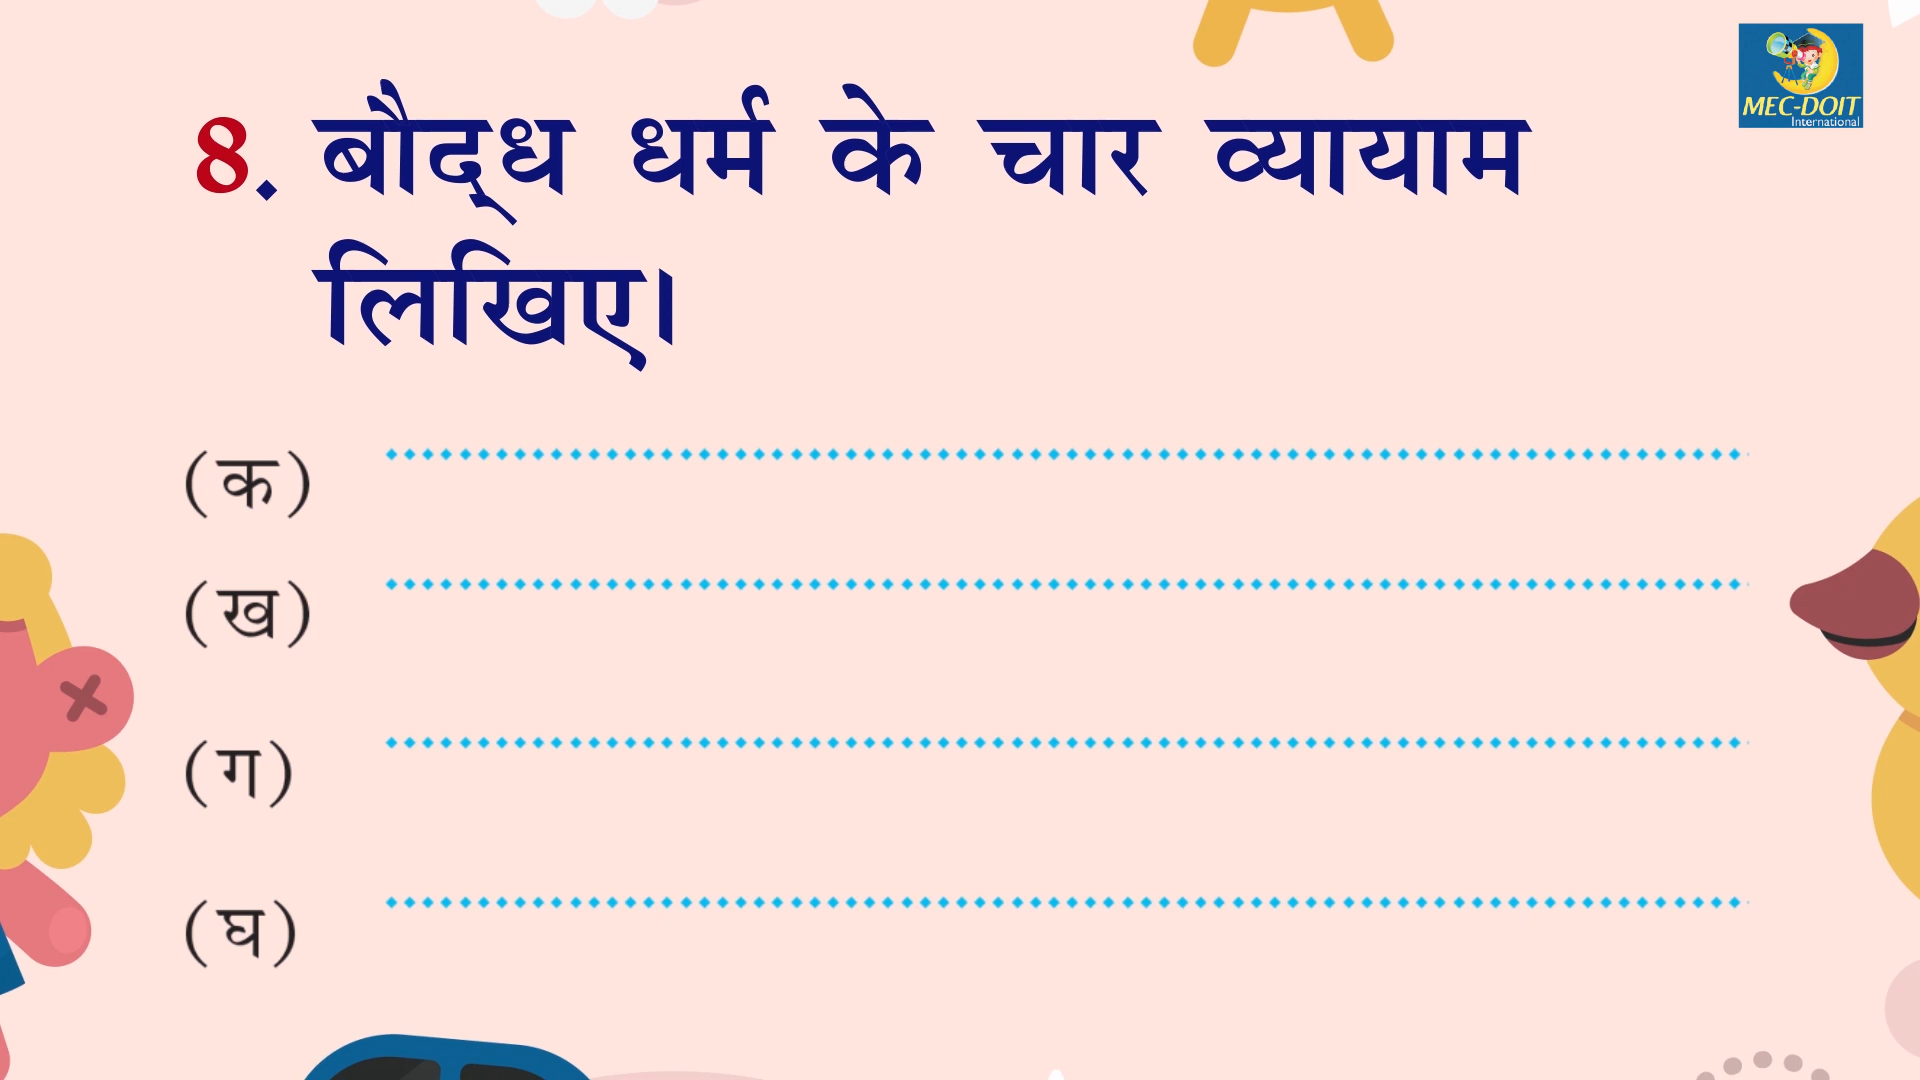 8. बौद्ध धर्म के चार व्यायाम
लिखिए।
MEC-DOIT
International
(क)
(ख)
(ग)
(घ)